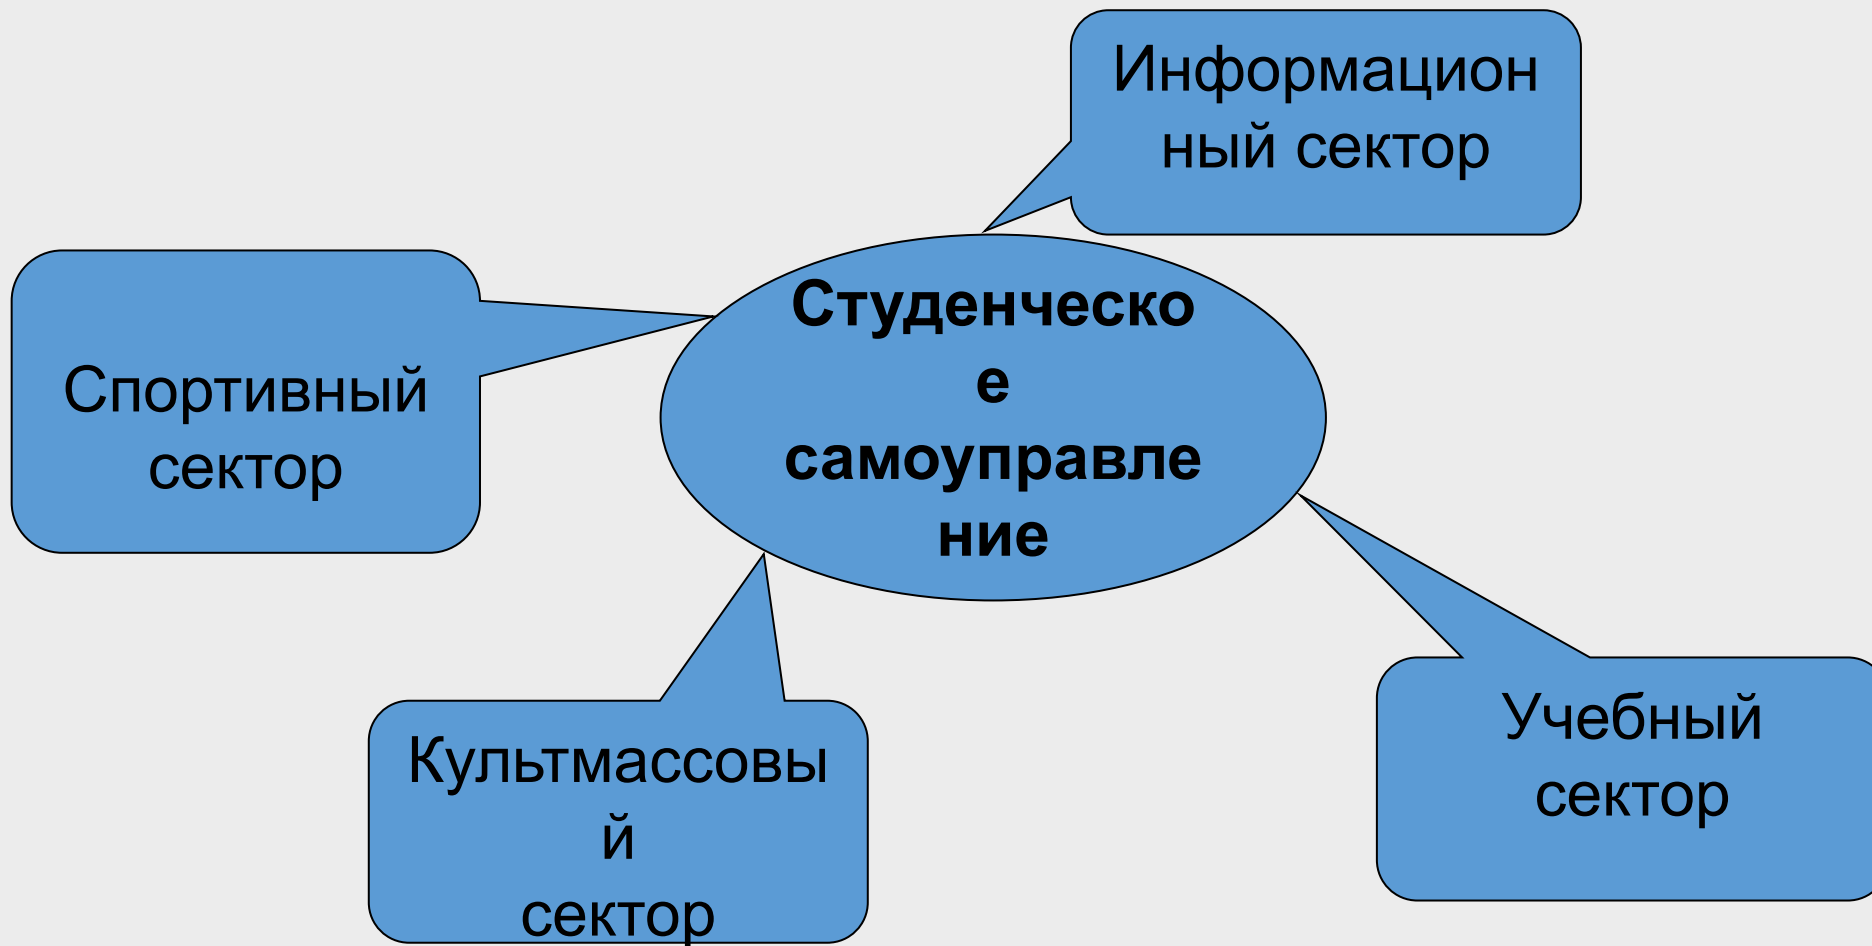 Информацион
ный сектор
Студенческо
е
самоуправле
ние
Спортивный
сектор
Культмассовы
й
сектор
Учебный
сектор